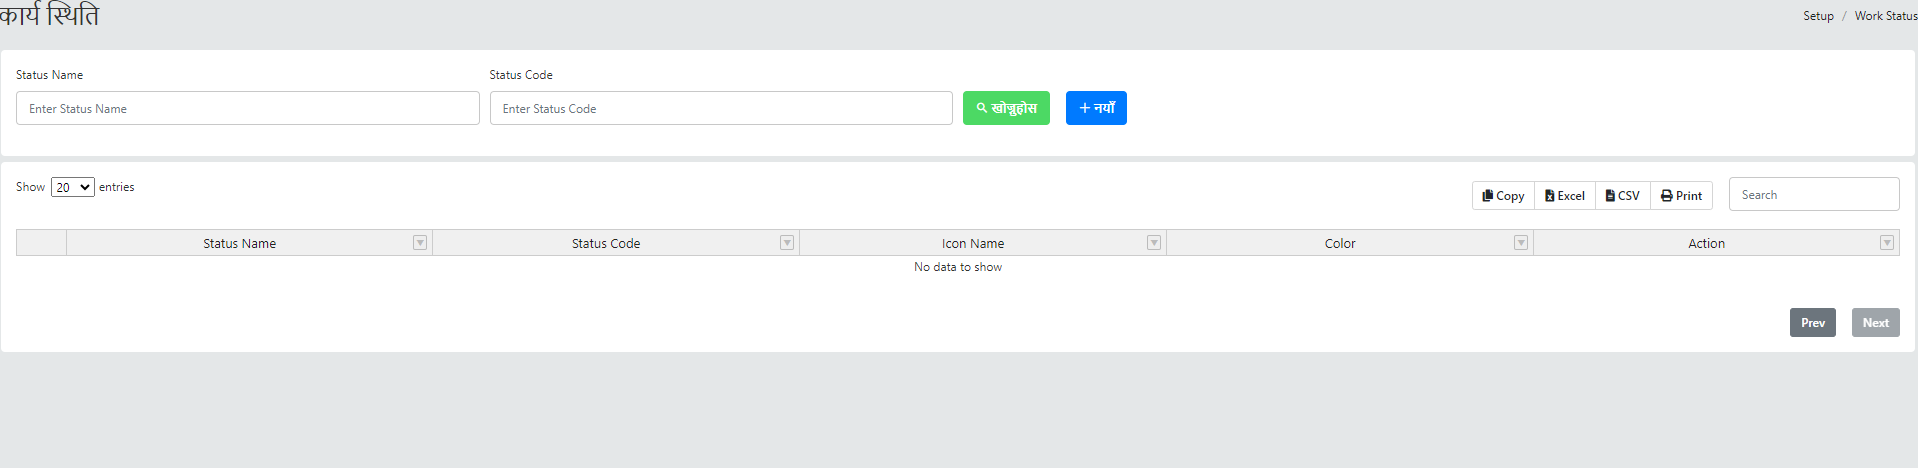 कार्य स्थिति
Setup / Work Status
Status Name
Status Code
Enter Status Name
Enter Status Code
खोज्नुहोस
+ नयाँ
Show 20 entries
Copy
Excel
CSV
Print
Search
Status Name
Status Code
Icon Name
Color
Action
No data to show
Prev
Next